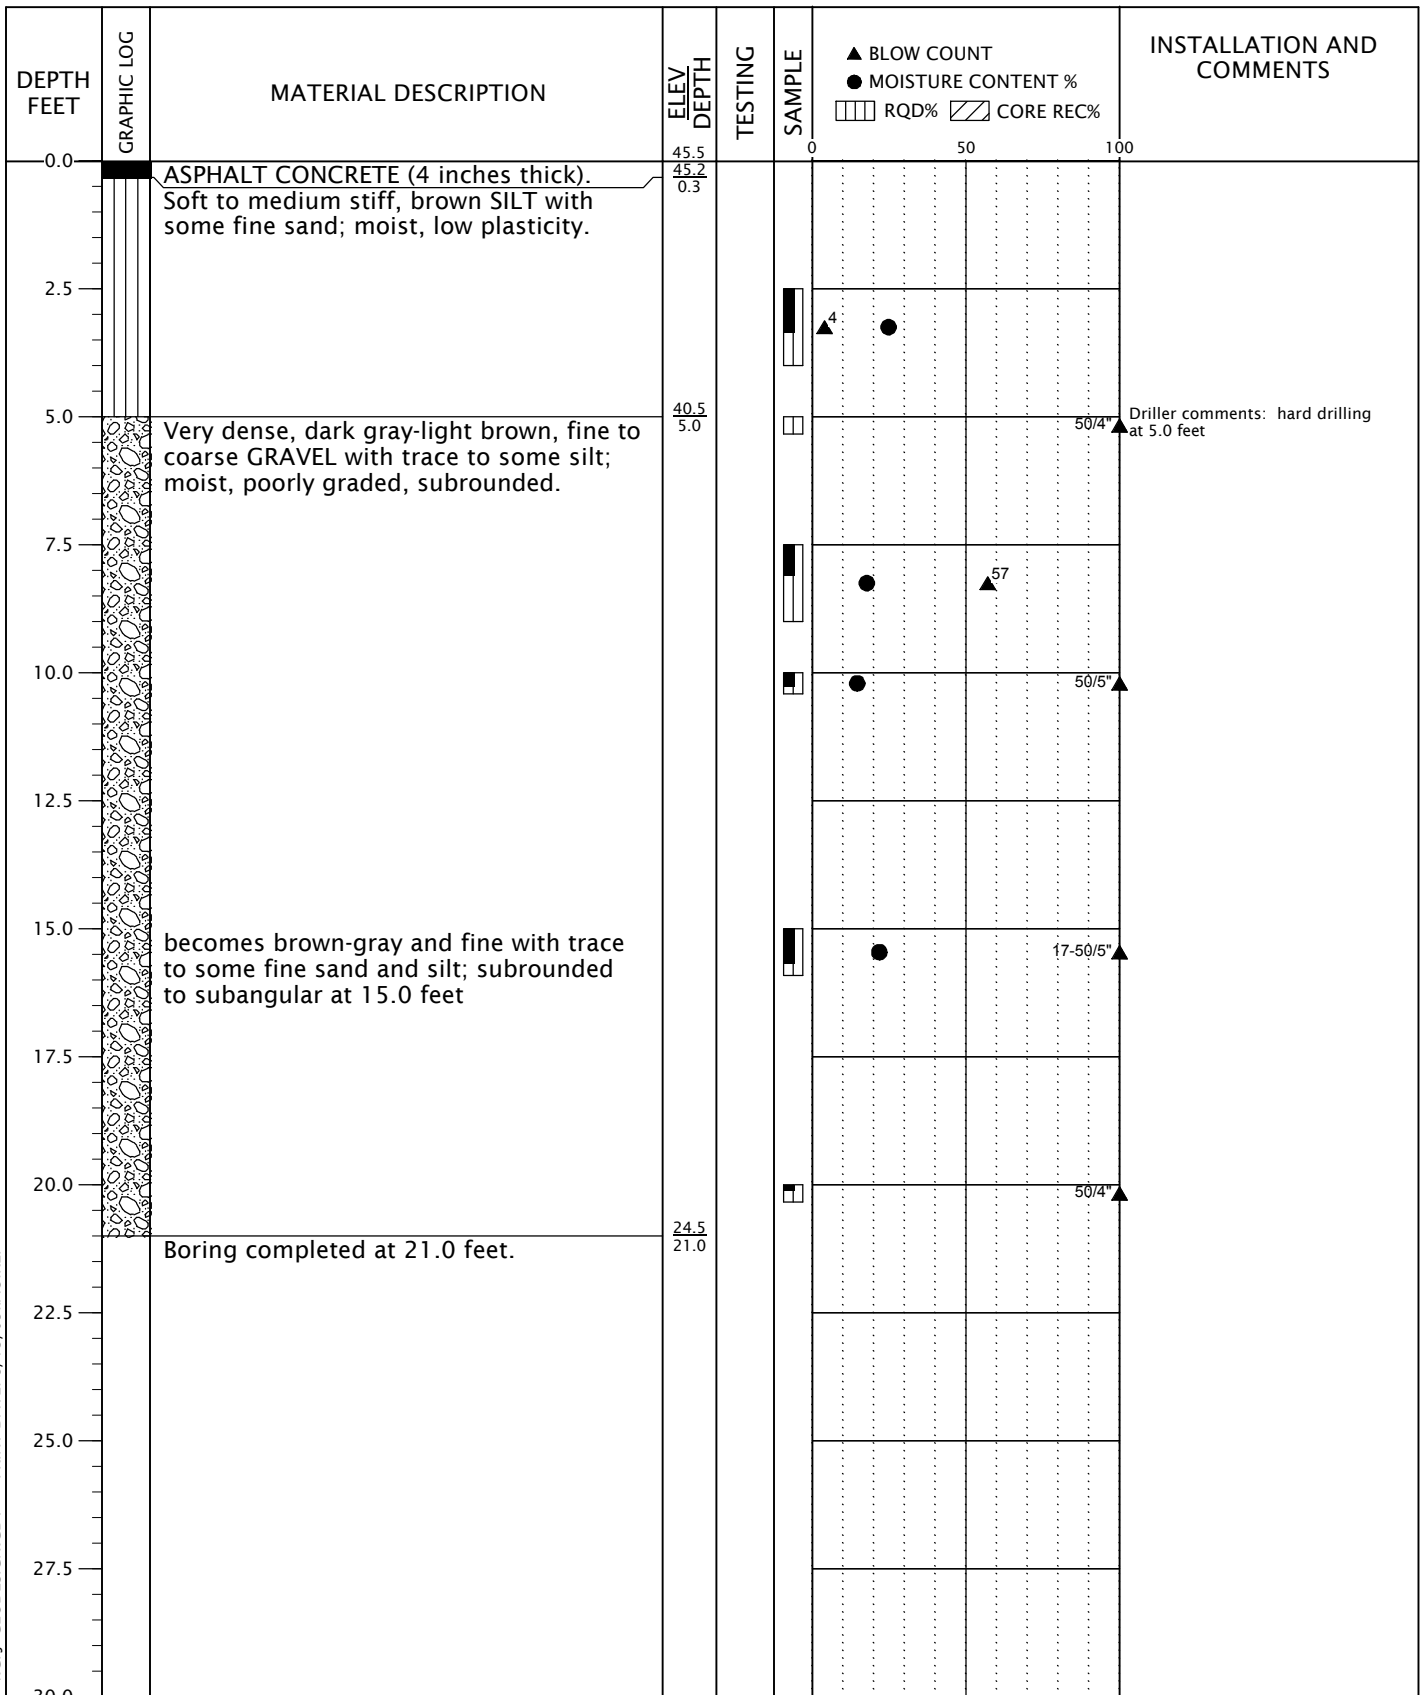 DEPTH
FEET
GRAPHIC LOG
MATERIAL DESCRIPTION
ELEV
DEPTH
TESTING
SAMPLE
▲ BLOW COUNT
● MOISTURE CONTENT %
RQD% CORE REC%
INSTALLATION AND
COMMENTS
0 50 100
0.0
45.5
ASPHALT CONCRETE (4 inches thick).
45.2
0.3
Soft to medium stiff, brown SILT with
some fine sand; moist, low plasticity.
2.5
4
5.0
40.5
5.0
Very dense, dark gray-light brown, fine to
coarse GRAVEL with trace to some silt;
moist, poorly graded, subrounded.
50/4"
Driller comments: hard drilling
at 5.0 feet
7.5
57
10.0
50/5"
12.5
15.0
becomes brown-gray and fine with trace
to some fine sand and silt; subrounded
to subangular at 15.0 feet
17-50/5"
17.5
20.0
50/4"
24.5
21.0
Boring completed at 21.0 feet.
22.5
25.0
27.5